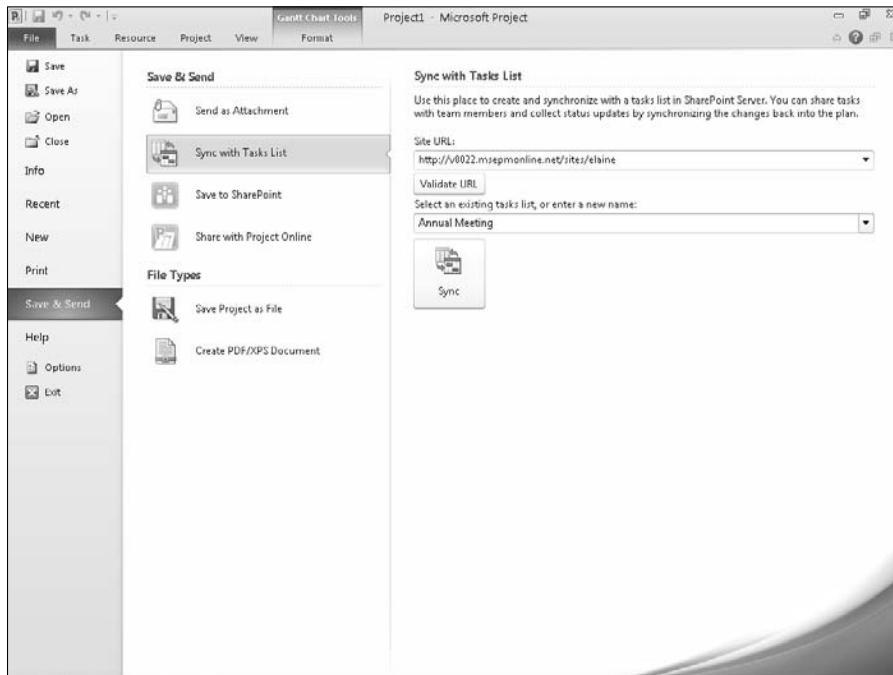 Gantt Chart Tools
Project1 - Microsoft Project
File Task Resource Project View Format
Save
Save As
Open
Close
Info
Recent
New
Print
Save & Send
Help
Options
Exit
Save & Send
Send as Attachment
Sync with Tasks List
Save to SharePoint
Share with Project Online
File Types
Save Project as File
Create PDF/XPS Document
Sync with Tasks List
Use this place to create and synchronize with a tasks list in SharePoint Server. You can share tasks
with team members and collect status updates by synchronizing the changes back into the plan.
Site URL:
http://v0022.msepmonline.net/sites/elaine
Validate URL
Select an existing tasks list, or enter a new name:
Annual Meeting
Sync